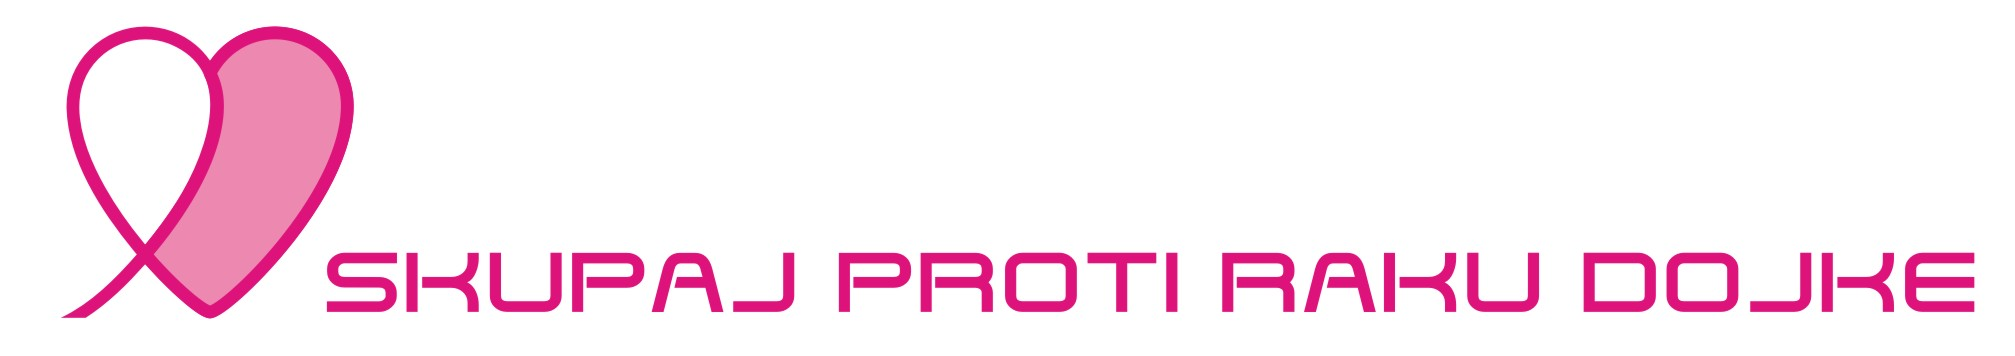 SKUPAJ PROTI RAKU DOJKE